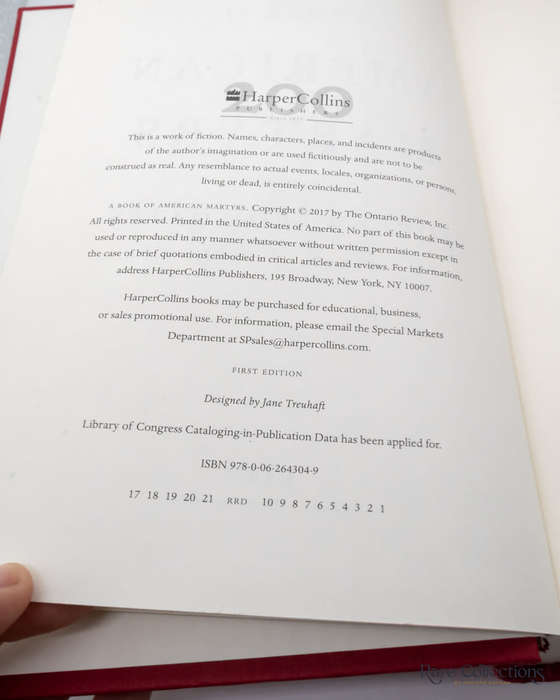 200
HarperCollins
PUBLISHERS
SINCE 1817
This is a work of fiction. Names, characters, places, and incidents are products
of the author's imagination or are used fictitiously and are not to be
construed as real. Any resemblance to actual events, locales, organizations, or persons,
living or dead, is entirely coincidental.
A BOOK OF AMERICAN MARTYRS. Copyright © 2017 by The Ontario Review, Inc.
All rights reserved. Printed in the United States of America. No part of this book may be
used or reproduced in any manner whatsoever without written permission except in
the case of brief quotations embodied in critical articles and reviews. For information,
address HarperCollins Publishers, 195 Broadway, New York, NY 10007.
HarperCollins books may be purchased for educational, business,
or sales promotional use. For information, please email the Special Markets
Department at SPsales@harpercollins.com.
FIRST EDITION
Designed by Jane Treuhaft
Library of Congress Cataloging-in-Publication Data has been applied for.
ISBN 978-0-06-264304-9
17 18 19 20 21 RRD 10 9 8 7 6 5 4 3 2 1
Rare Collections